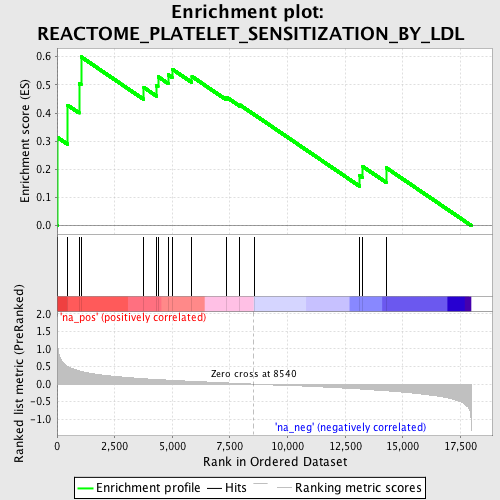 Enrichment plot:
REACTOME_PLATELET_SENSITIZATION_BY_LDL
Enrichment score (ES)
0.6
0.5
0.4
0.3
0.2
0.1
0.0
'na_pos' (positively correlated)
Ranked list metric (PreRanked)
2.0
1.5
1.0
0.5
0.0
-0.5
-1.0
Zero cross at 8540
'na_neg' (negatively correlated)
0 2,500 5,000 7,500 10,000 12,500 15,000 17,500
Rank in Ordered Dataset
Enrichment profile Hits Ranking metric scores